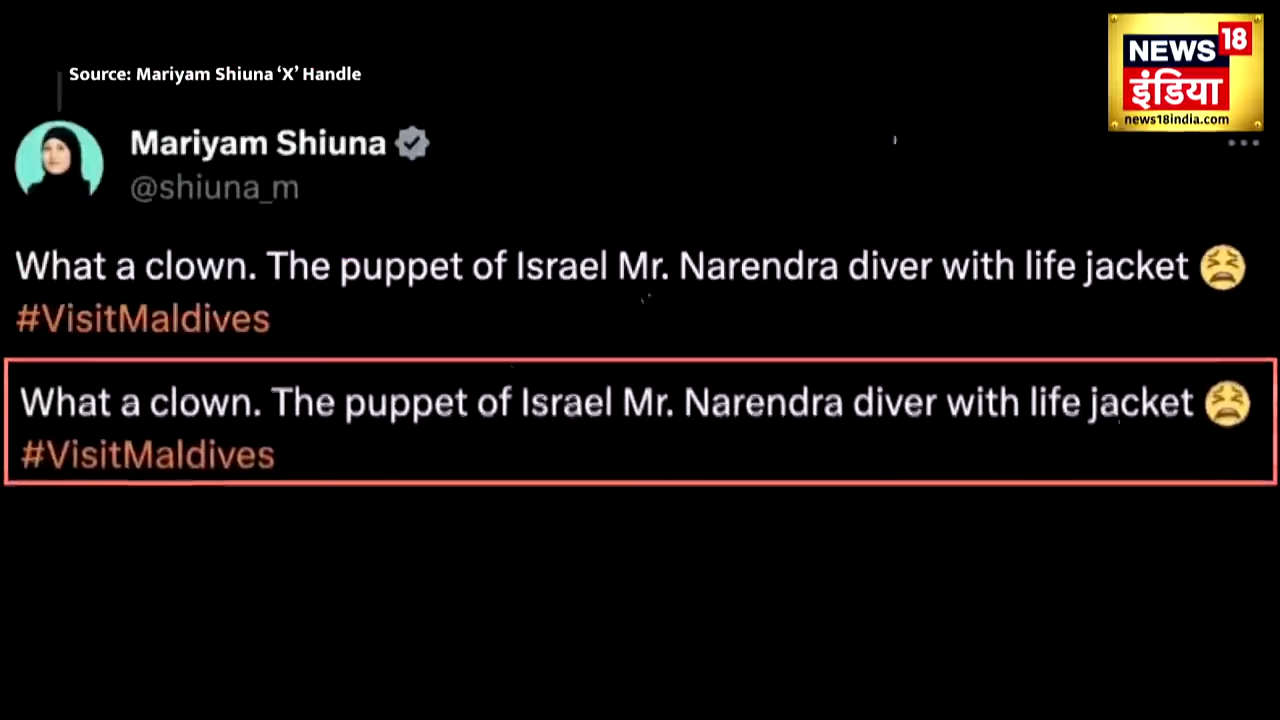 Source: Mariyam Shiuna ‘X’ Handle
NEWS 18
इंडिया
news18india.com
Mariyam Shiuna
@shiuna_m
What a clown. The puppet of Israel Mr. Narendra diver with life jacket 😫
#VisitMaldives
What a clown. The puppet of Israel Mr. Narendra diver with life jacket 😫
#VisitMaldives